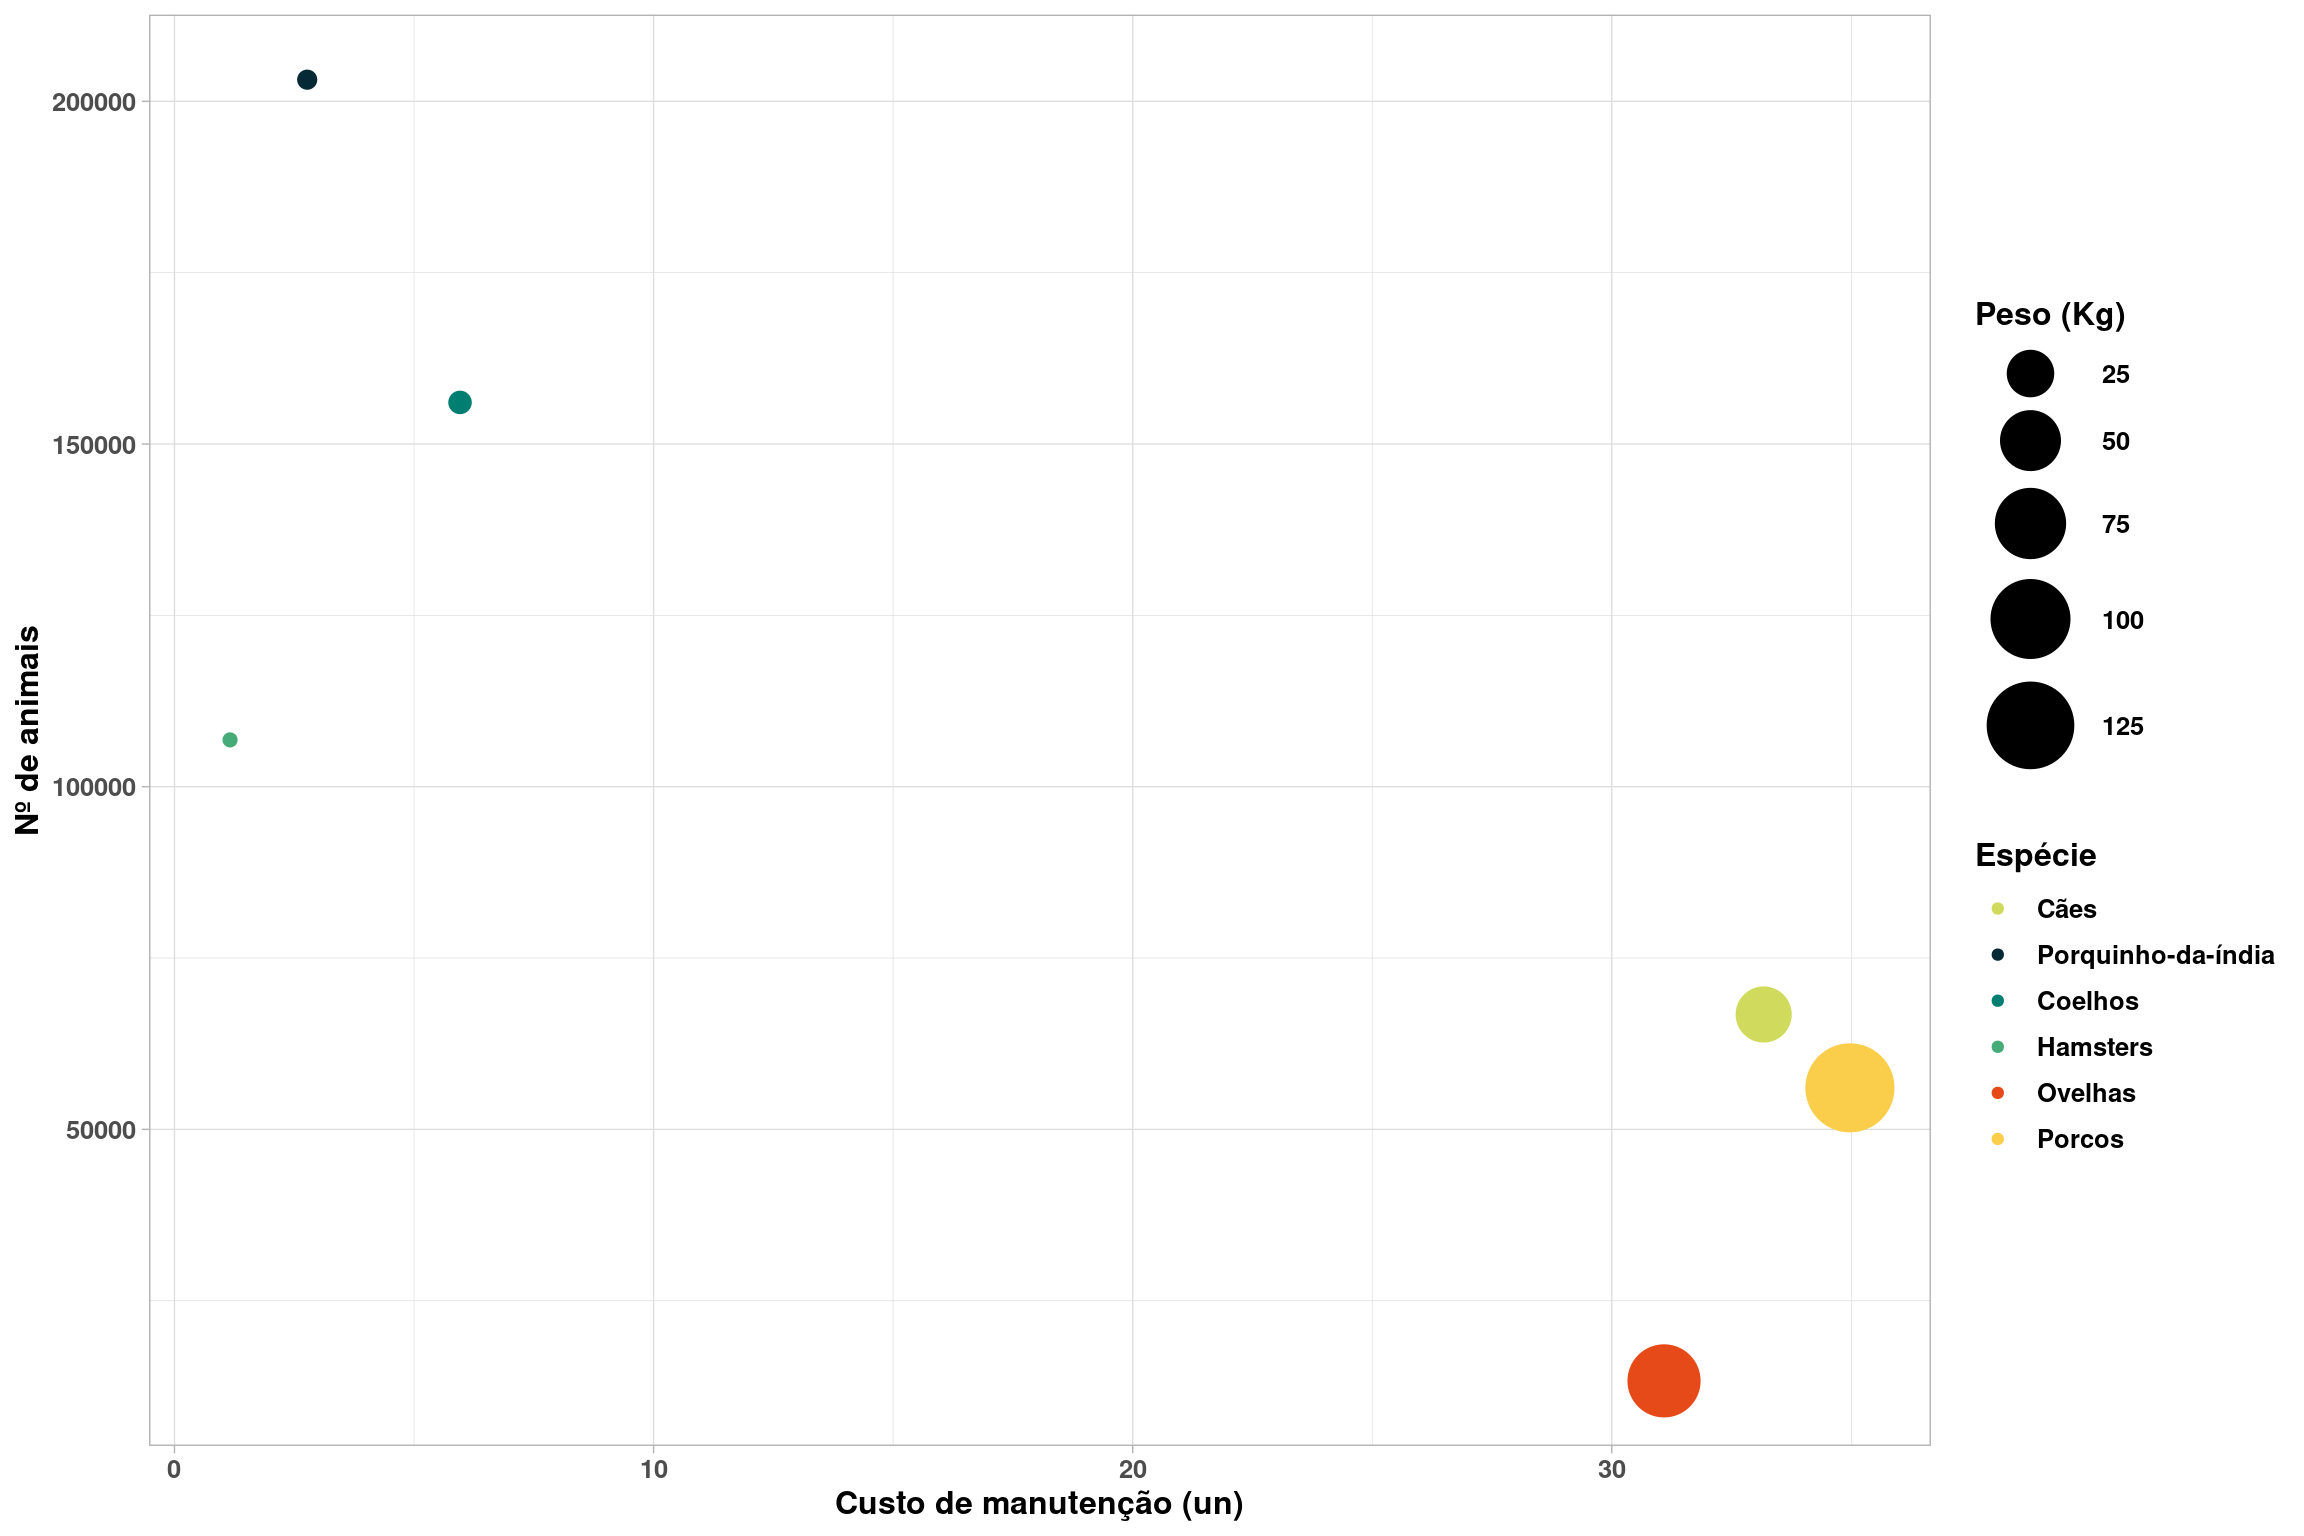 200000
150000
100000
50000
Nº de animais
0 10 20 30
Custo de manutenção (un)
Peso (Kg)
25
50
75
100
125
Espécie
Cães
Porquinho-da-índia
Coelhos
Hamsters
Ovelhas
Porcos